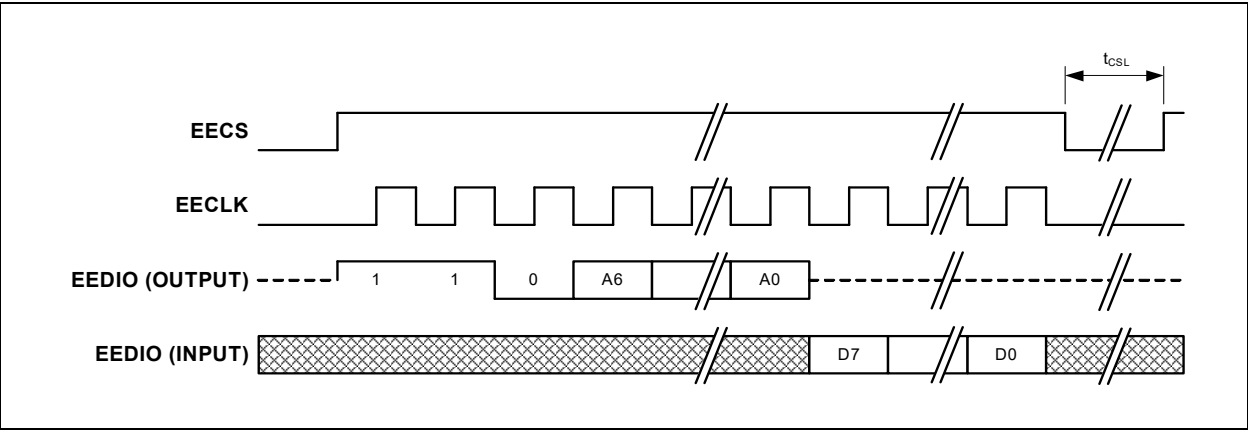 tCSL
EECS
EECLK
EEDIO (OUTPUT) 1 1 0 A6 A0
EEDIO (INPUT) D7 D0